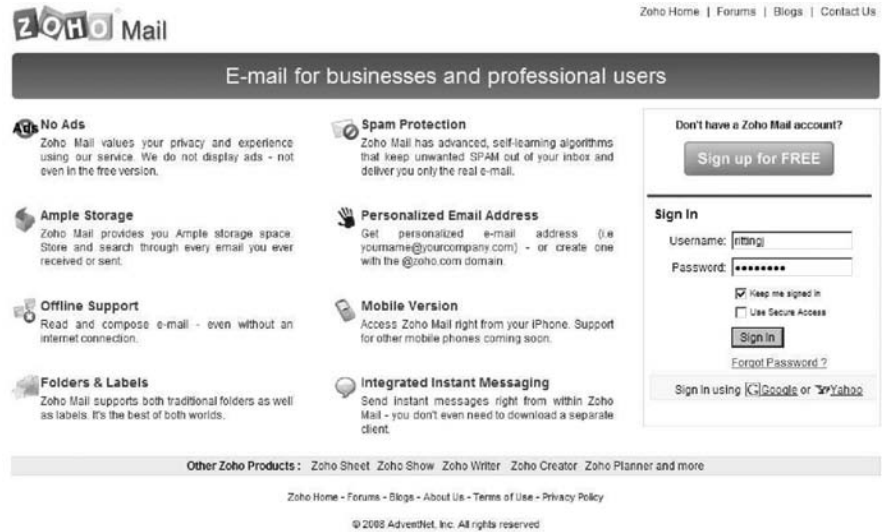 Zoho Home | Forums | Blogs | Contact Us
ZOHO Mail
E-mail for businesses and professional users
Ads
No Ads
Zoho Mail values your privacy and experience
using our service. We do not display ads - not
even in the free version.
Ample Storage
Zoho Mail provides you Ample storage space.
Store and search through every email you ever
received or sent.
Offline Support
Read and compose e-mail - even without an
internet connection.
Folders & Labels
Zoho Mail supports both traditional folders as well
as labels. It's the best of both worlds.
Spam Protection
Zoho Mail has advanced, self-learning algorithms
that keep unwanted SPAM out of your inbox and
deliver you only the real e-mail.
Personalized Email Address
Get personalized e-mail address (i.e
yourname@yourcompany.com) - or create one
with the @zoho.com domain.
Mobile Version
Access Zoho Mail right from your iPhone. Support
for other mobile phones coming soon.
Integrated Instant Messaging
Send instant messages right from within Zoho
Mail - you don't even need to download a separate
client.
Don't have a Zoho Mail account?
Sign up for FREE
Sign In
Username: rittingj
Password: ••••••••
Keep me signed in
Use Secure Access
Sign In
Forgot Password ?
Sign In using G Google or Y! Yahoo
Other Zoho Products : Zoho Sheet Zoho Show Zoho Writer Zoho Creator Zoho Planner and more
Zoho Home - Forums - Blogs - About Us - Terms of Use - Privacy Policy
© 2008 AdventNet, Inc. All rights reserved